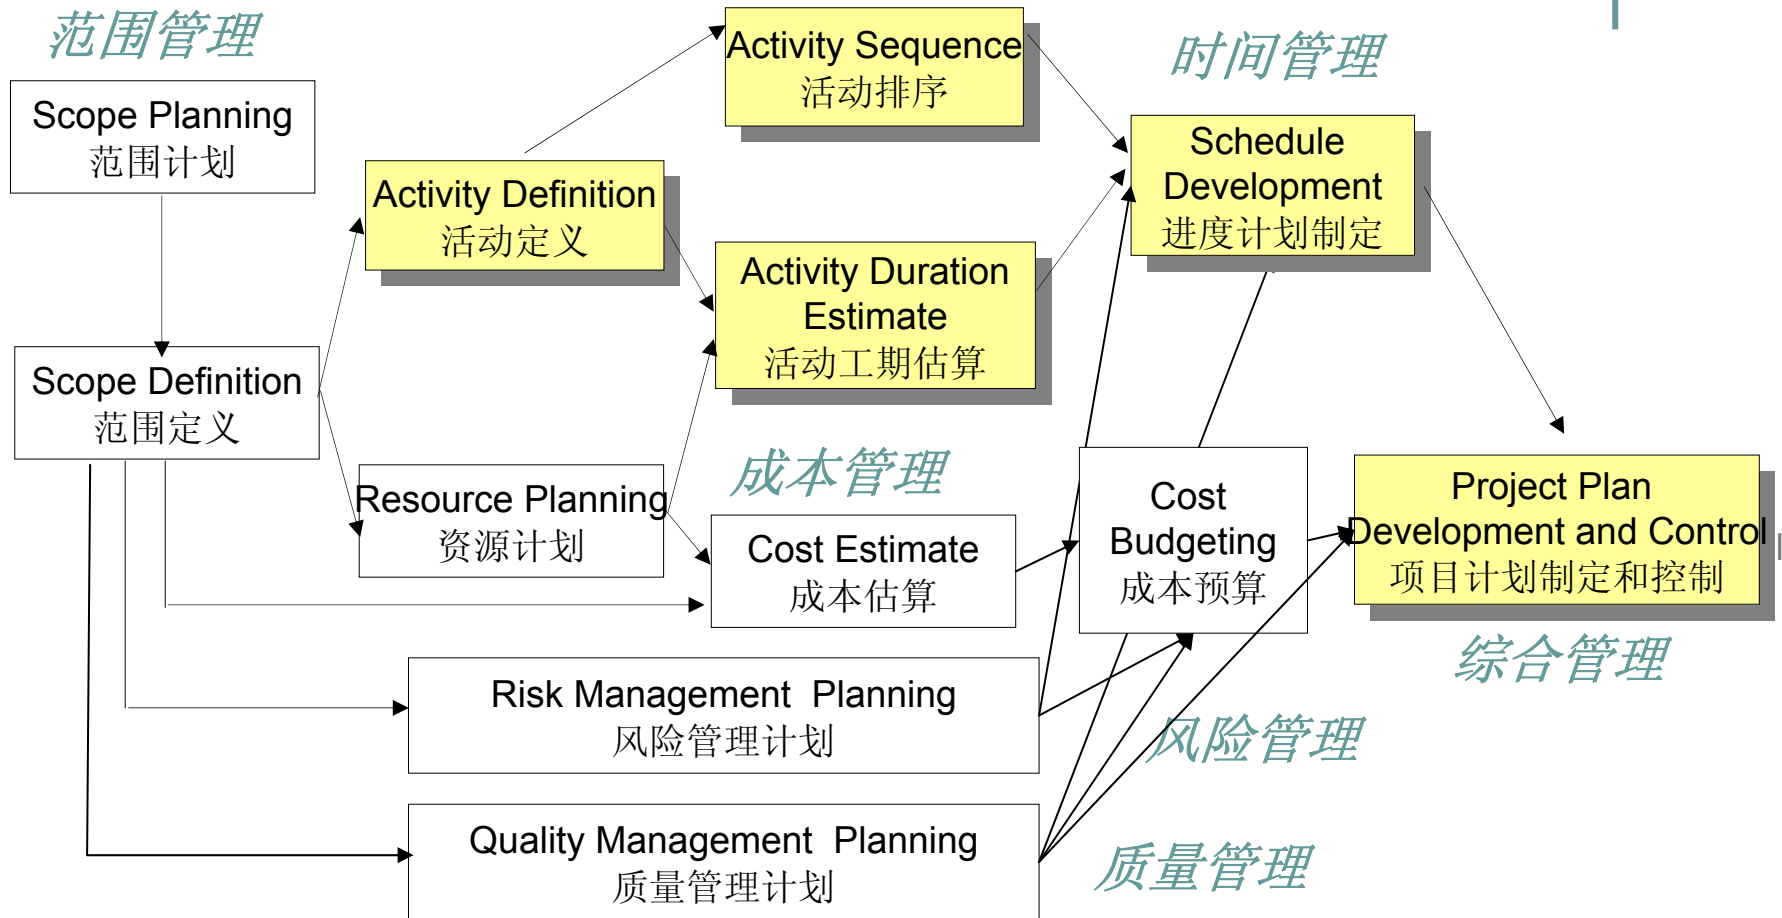 范围管理
Scope Planning
范围计划
Scope Definition
范围定义
Activity Definition
活动定义
Resource Planning
资源计划
Activity Sequence
活动排序
Activity Duration
Estimate
活动工期估算
成本管理
Cost Estimate
成本估算
时间管理
Schedule
Development
进度计划制定
Cost
Budgeting
成本预算
Project Plan
Development and Control
项目计划制定和控制
综合管理
Risk Management Planning
风险管理计划
风险管理
Quality Management Planning
质量管理计划
质量管理